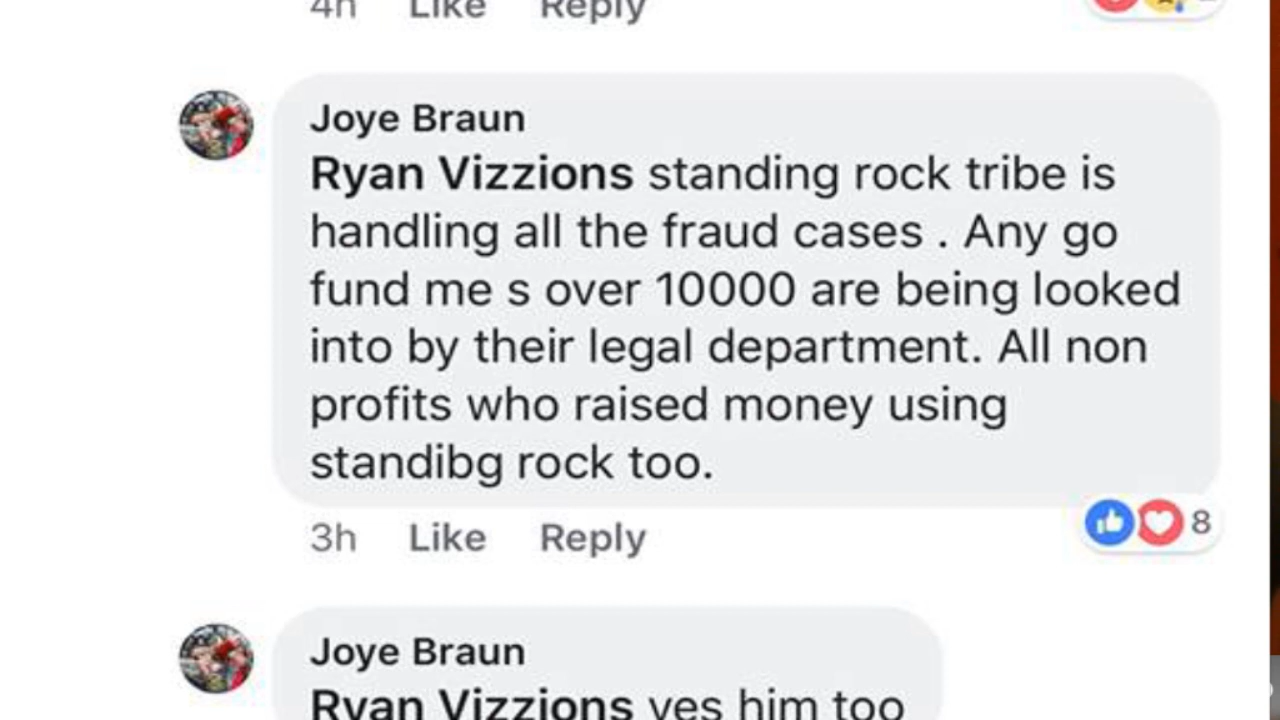 4h Like Reply
Joye Braun
Ryan Vizzions standing rock tribe is
handling all the fraud cases . Any go
fund me s over 10000 are being looked
into by their legal department. All non
profits who raised money using
standibg rock too.
3h Like Reply 8
Joye Braun
Ryan Vizzions yes him too